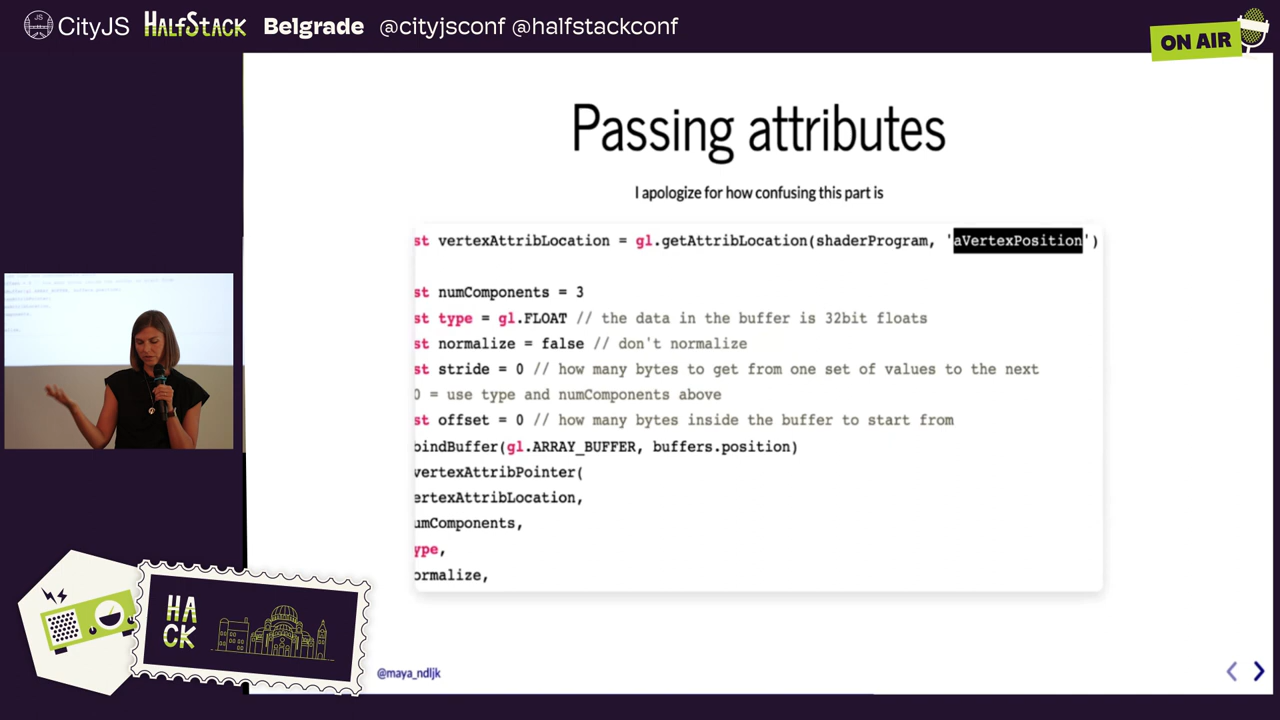 JS
CityJS HALFSTACK Belgrade @cityjsconf @halfstackconf
ON AIR
Passing attributes
I apologize for how confusing this part is
st vertexAttribLocation = gl.getAttribLocation(shaderProgram, 'aVertexPosition')
st numComponents = 3
st type = gl.FLOAT // the data in the buffer is 32bit floats
st normalize = false // don't normalize
st stride = 0 // how many bytes to get from one set of values to the next
0 = use type and numComponents above
st offset = 0 // how many bytes inside the buffer to start from
bindBuffer(gl.ARRAY_BUFFER, buffers.position)
vertexAttribPointer(
ertexAttribLocation,
umComponents,
ype,
ormalize,
HA
CK
@maya_ndljk